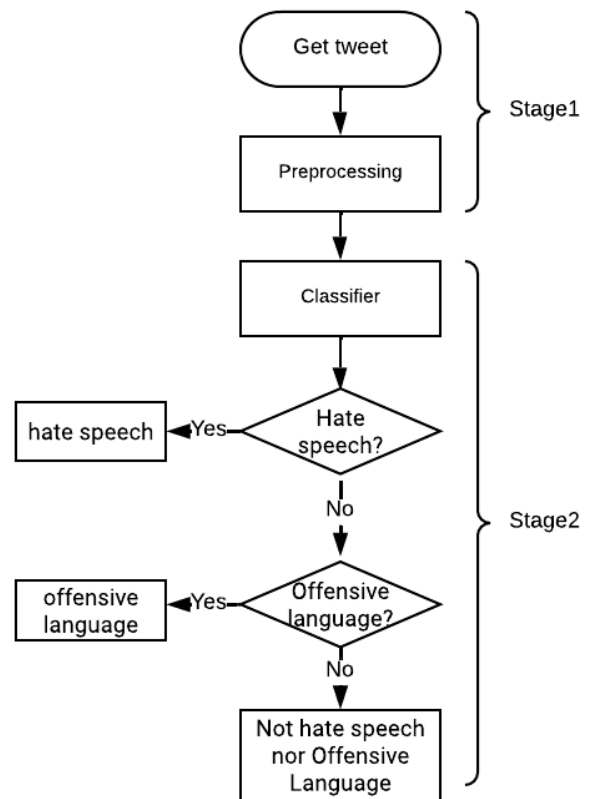 Get tweet
Stage1
Preprocessing
Classifier
Hate
speech?
Yes
hate speech
No
Stage2
Offensive
language?
Yes
offensive
language
No
Not hate speech
nor Offensive
Language